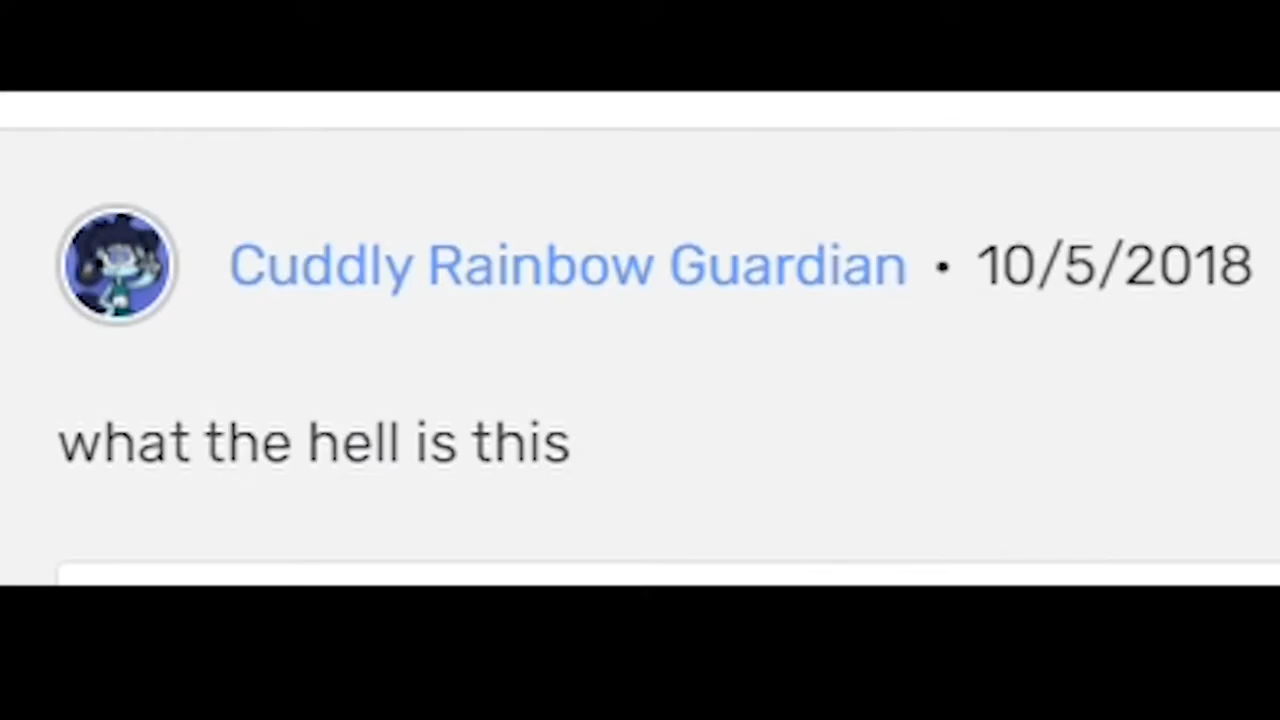 Cuddly Rainbow Guardian • 10/5/2018
what the hell is this